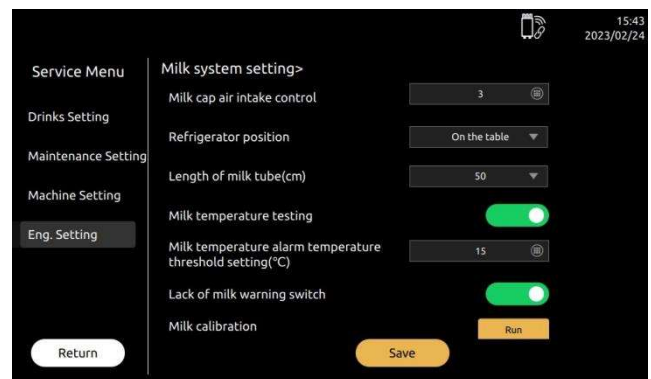 15:43
2023/02/24
Service Menu
Milk system setting>
Milk cap air intake control
3
Drinks Setting
Refrigerator position
On the table
Maintenance Setting
Length of milk tube(cm)
50
Machine Setting
Milk temperature testing
Eng. Setting
Milk temperature alarm temperature
threshold setting(°C)
15
Lack of milk warning switch
Milk calibration
Run
Return
Save